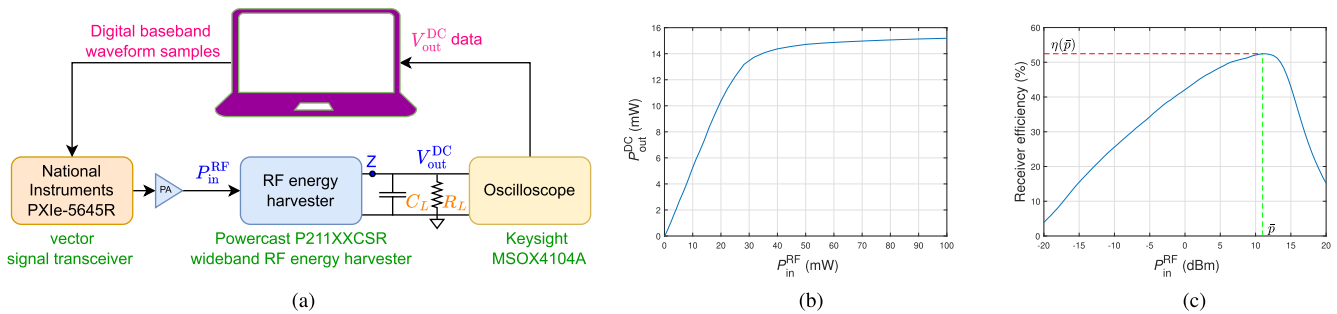 Digital baseband
waveform samples
V_out^DC data
National
Instruments
PXIe-5645R
PA
P_in^RF
RF energy
harvester
Z
V_out^DC
C_L
R_L
Oscilloscope
vector
signal transceiver
Powercast P211XXCSR
wideband RF energy harvester
Keysight
MSOX4104A
(a)
P_out^DC (mW)
16
14
12
10
8
6
4
2
0
0 10 20 30 40 50 60 70 80 90 100
P_in^RF (mW)
(b)
Receiver efficiency (%)
60
50
40
30
20
10
0
η(p̄)
p̄
-20 -15 -10 -5 0 5 10 15 20
P_in^RF (dBm)
(c)